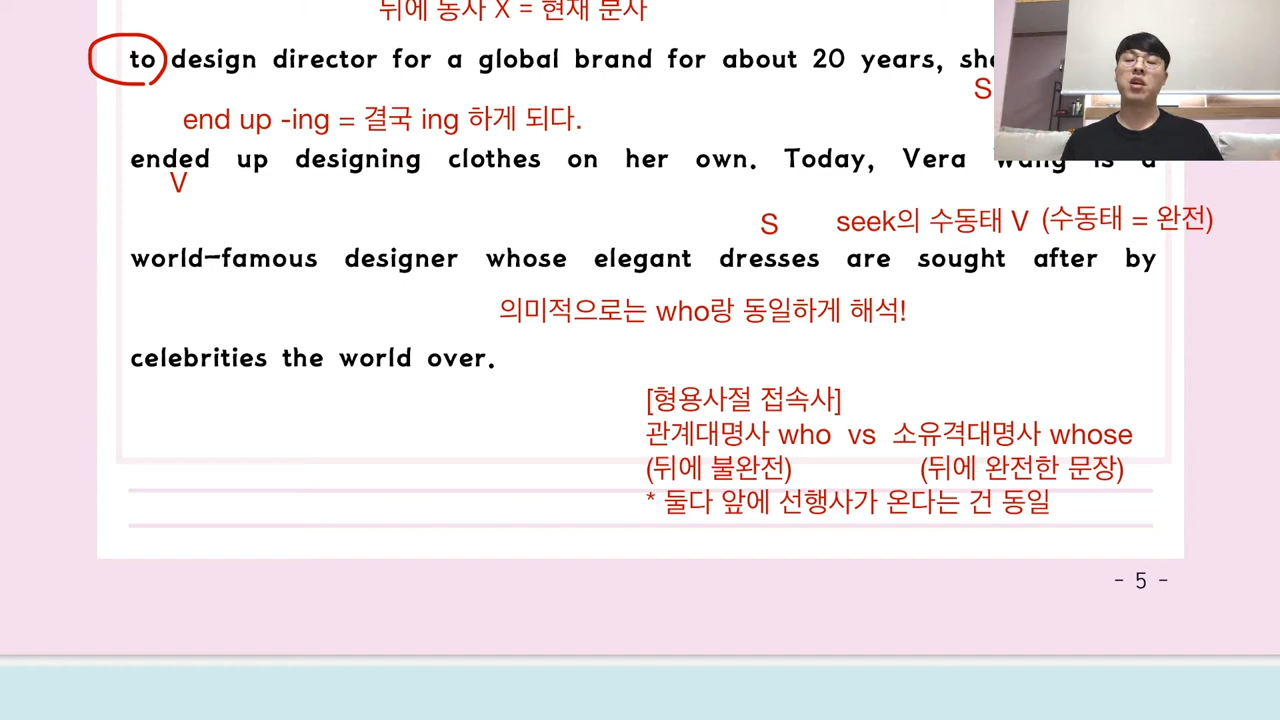 뒤에 동사 X = 현재 분사
to design director for a global brand for about 20 years, she
S
end up -ing = 결국 ing 하게 되다.
ended up designing clothes on her own. Today, Vera Wang is a
V
S seek의 수동태 V (수동태 = 완전)
world-famous designer whose elegant dresses are sought after by
의미적으로는 who랑 동일하게 해석!
celebrities the world over.
[형용사절 접속사]
관계대명사 who vs 소유격대명사 whose
(뒤에 불완전) (뒤에 완전한 문장)
* 둘다 앞에 선행사가 온다는 건 동일
- 5 -